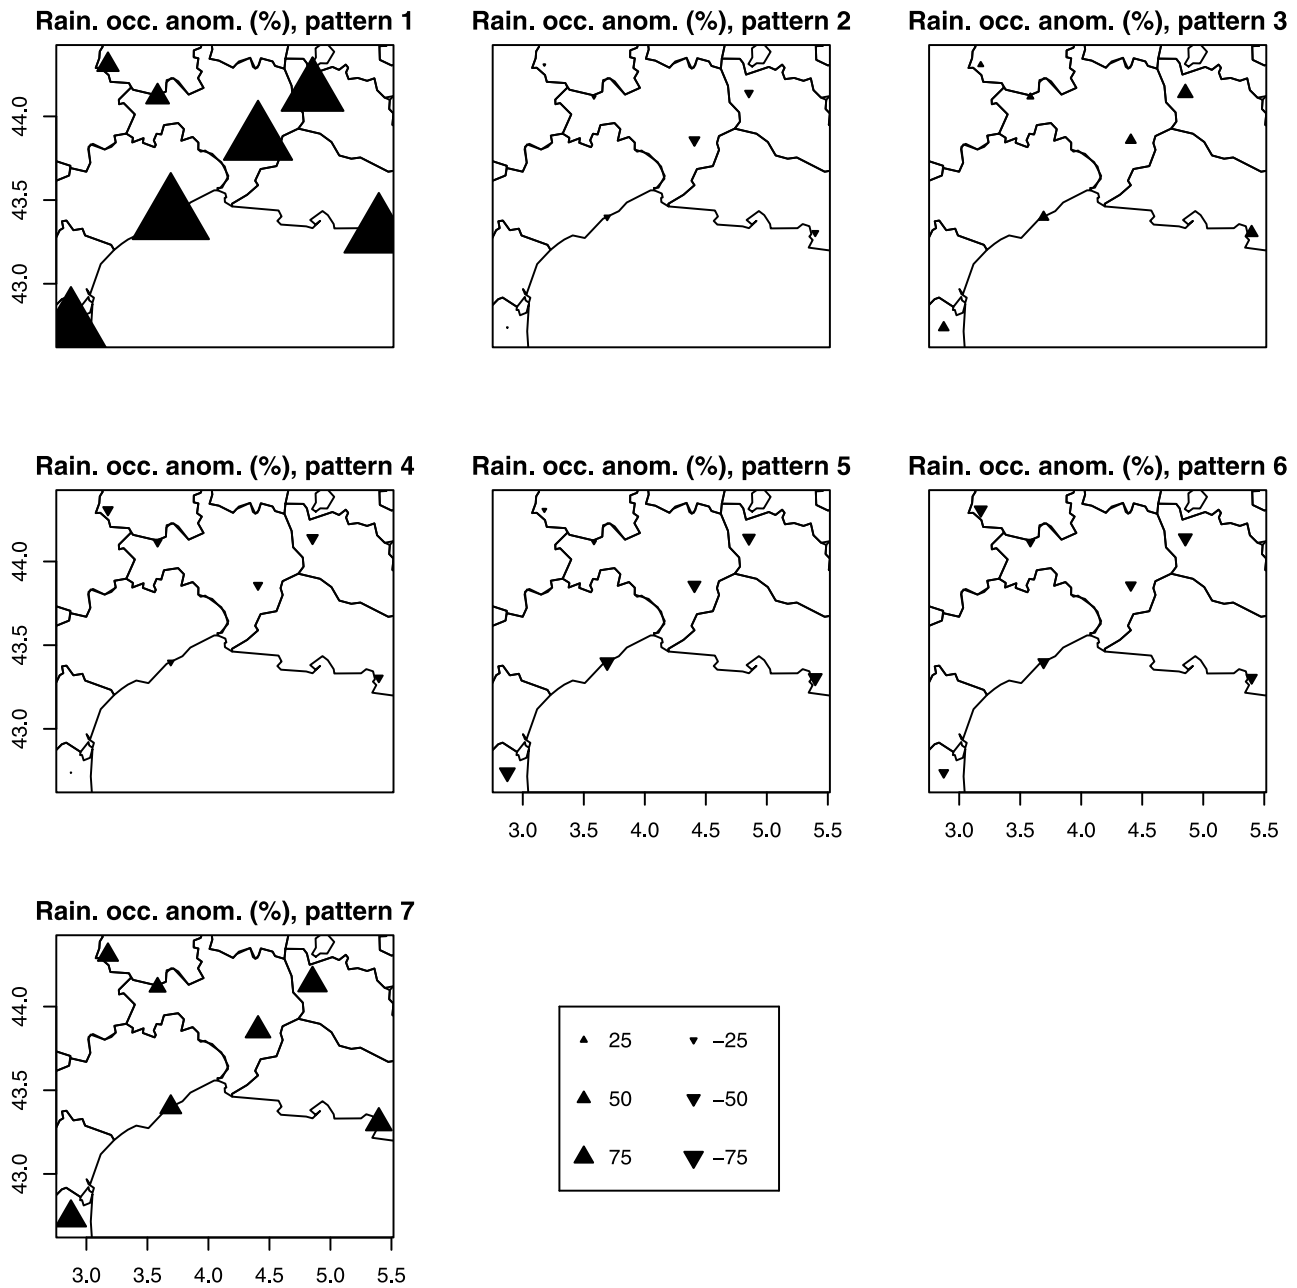 Rain. occ. anom. (%), pattern 1
Rain. occ. anom. (%), pattern 2
Rain. occ. anom. (%), pattern 3
44.0
43.5
43.0
Rain. occ. anom. (%), pattern 4
Rain. occ. anom. (%), pattern 5
Rain. occ. anom. (%), pattern 6
44.0
43.5
43.0
3.0 3.5 4.0 4.5 5.0 5.5
3.0 3.5 4.0 4.5 5.0 5.5
Rain. occ. anom. (%), pattern 7
44.0
43.5
43.0
3.0 3.5 4.0 4.5 5.0 5.5
25 −25
50 −50
75 −75